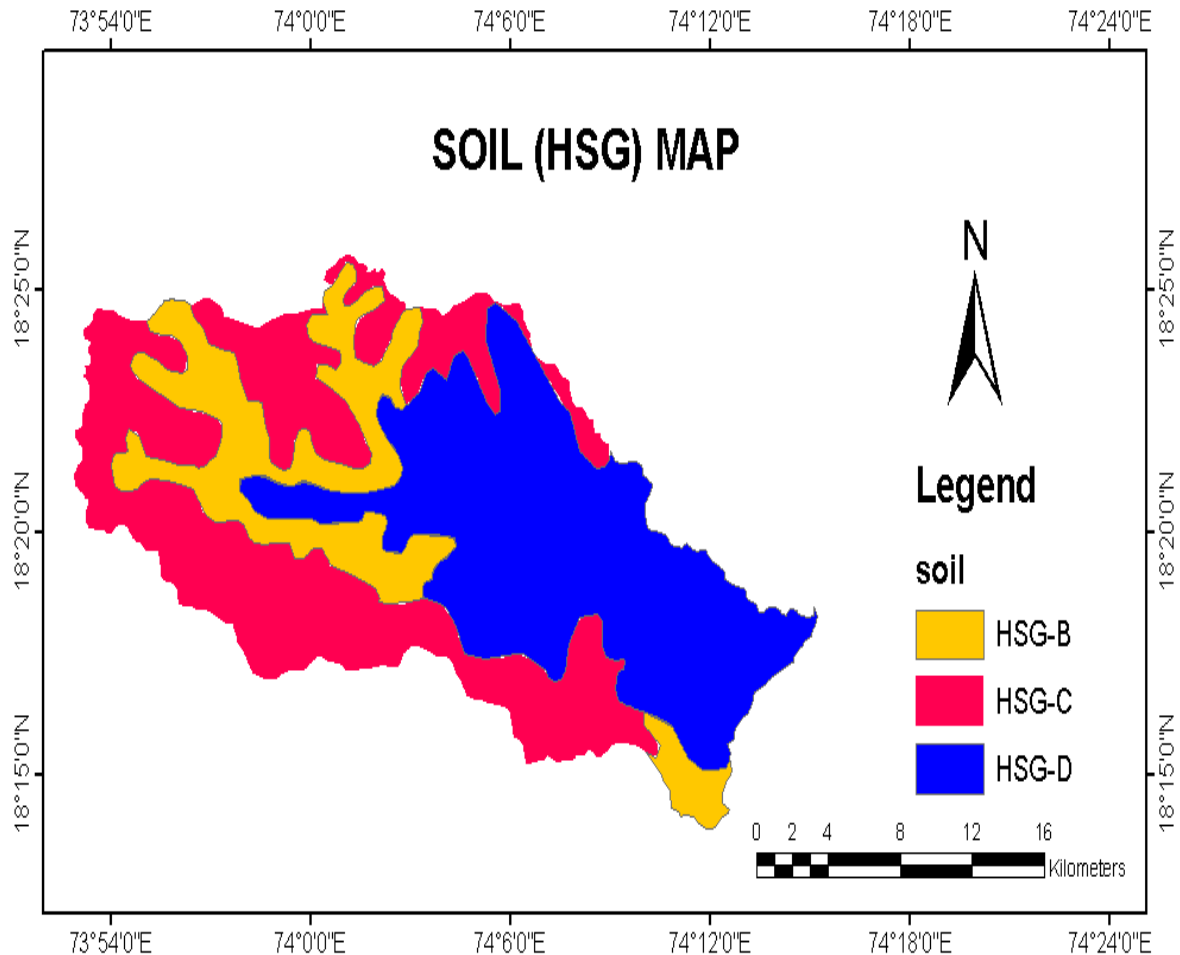 73°54'0"E 74°0'0"E 74°6'0"E 74°12'0"E 74°18'0"E 74°24'0"E
SOIL (HSG) MAP
N
18°25'0"N 18°25'0"N
Legend
18°20'0"N 18°20'0"N
soil
HSG-B
HSG-C
HSG-D
18°15'0"N 18°15'0"N
0 2 4 8 12 16
Kilometers
73°54'0"E 74°0'0"E 74°6'0"E 74°12'0"E 74°18'0"E 74°24'0"E